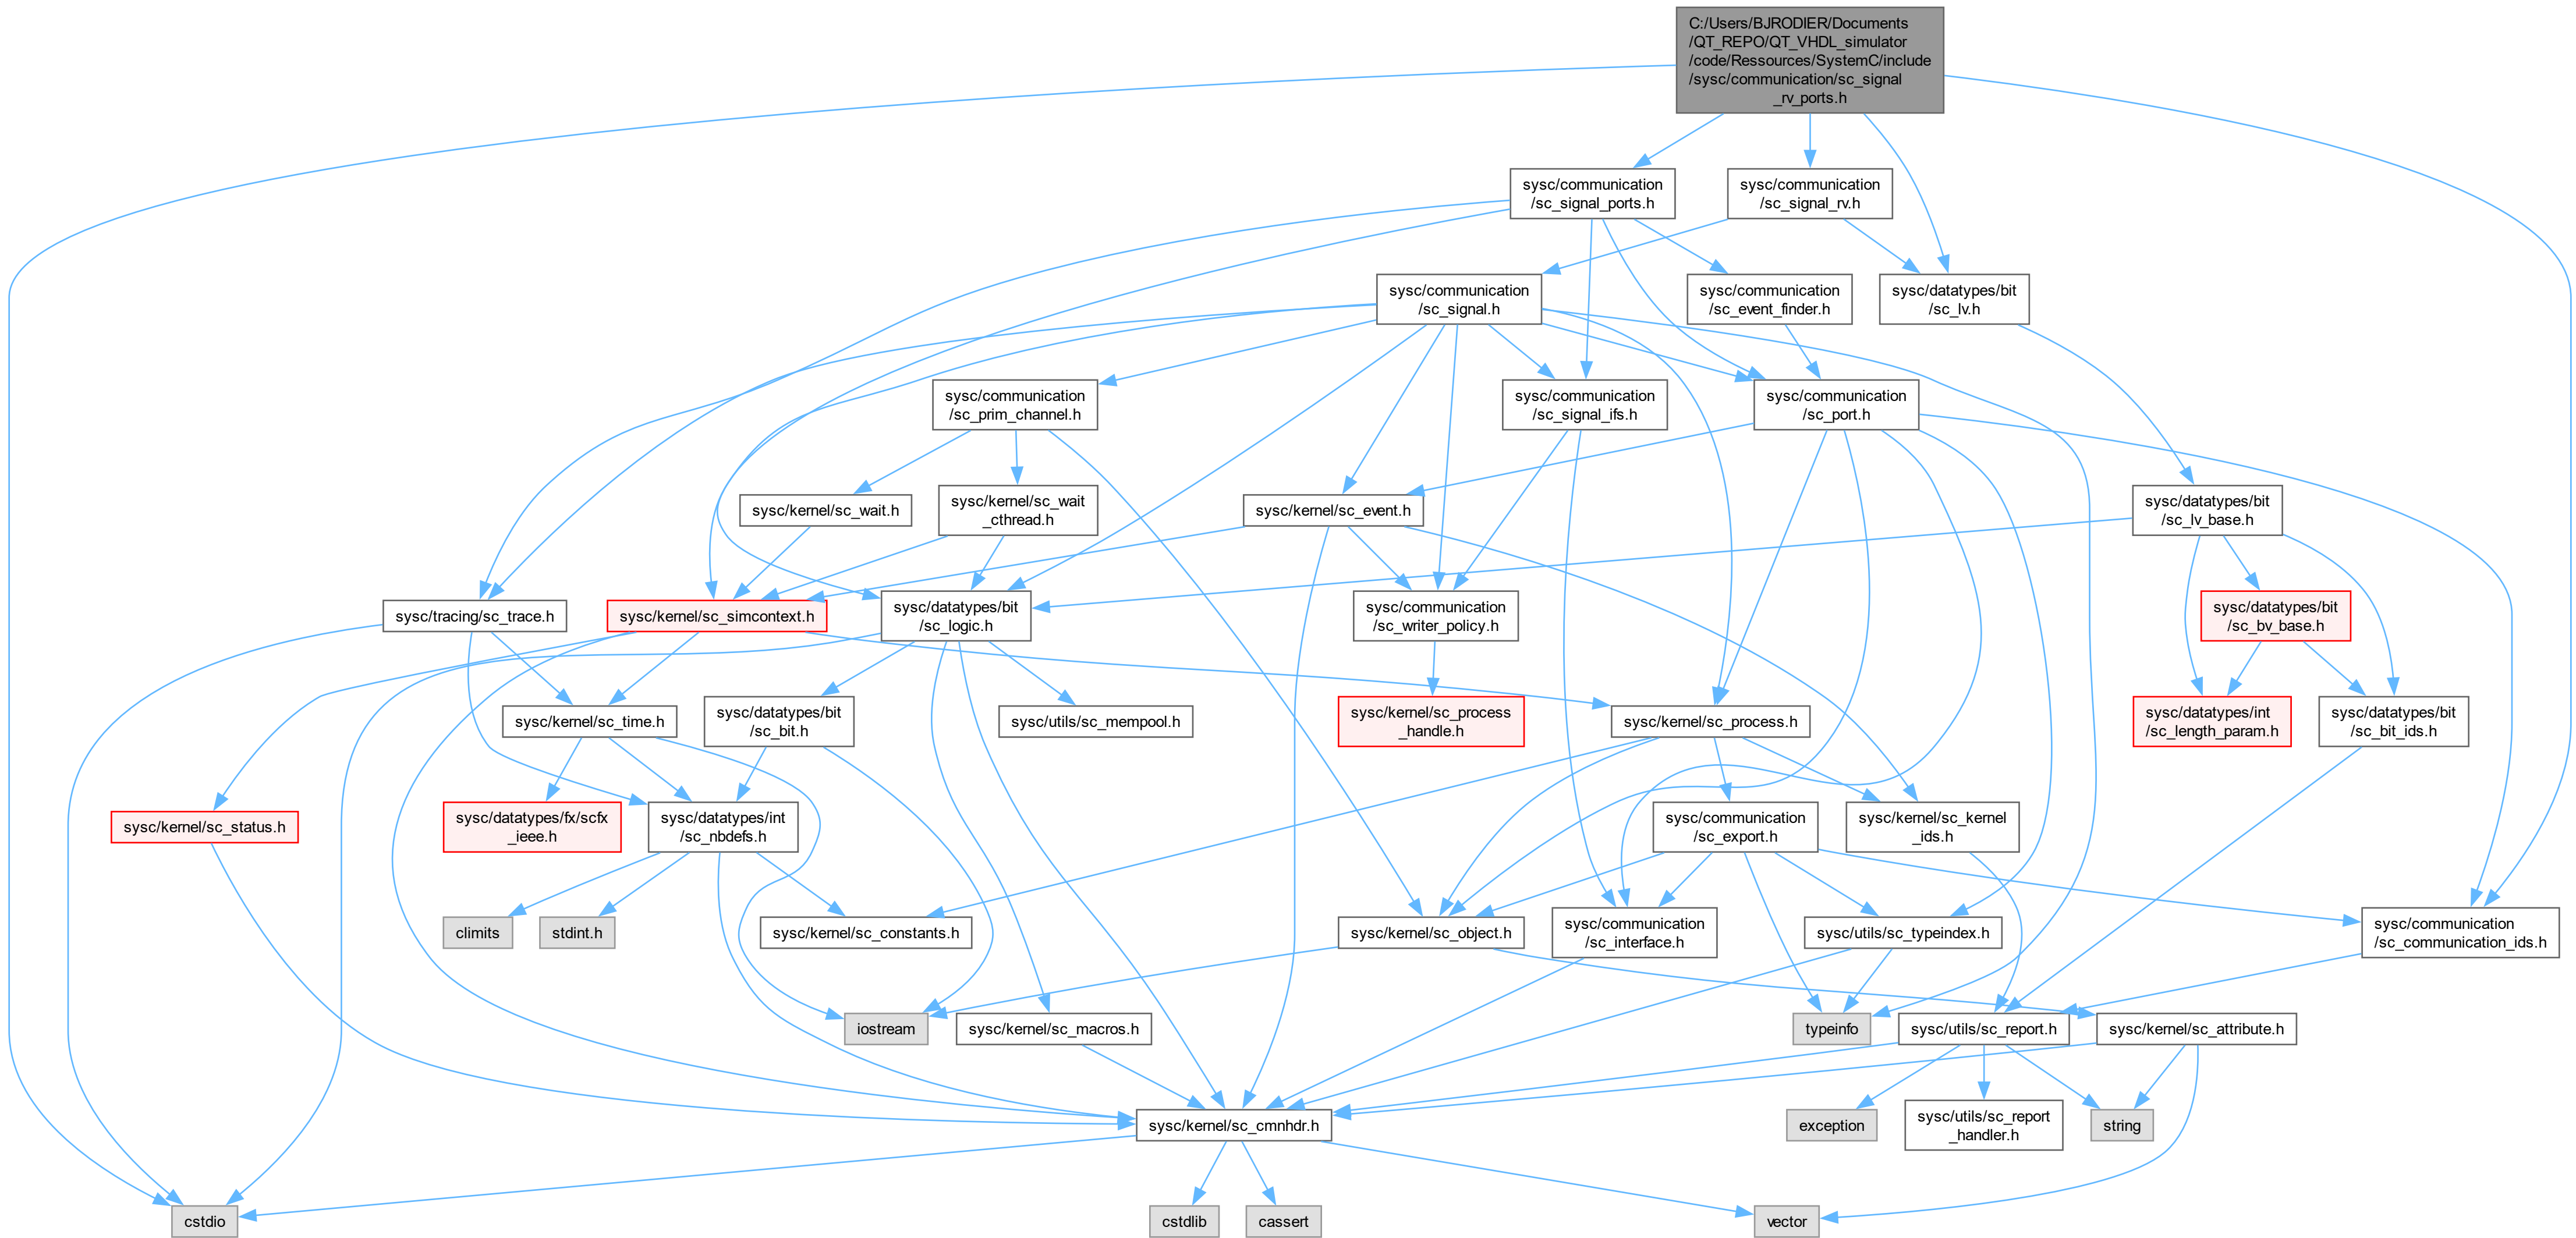 C:/Users/BJRODIER/Documents
/QT_REPO/QT_VHDL_simulator
/code/Ressources/SystemC/include
/sysc/communication/sc_signal
_rv_ports.h
sysc/communication
/sc_signal_ports.h
sysc/communication
/sc_signal_rv.h
sysc/communication
/sc_signal.h
sysc/communication
/sc_event_finder.h
sysc/datatypes/bit
/sc_lv.h
sysc/communication
/sc_prim_channel.h
sysc/communication
/sc_signal_ifs.h
sysc/communication
/sc_port.h
sysc/kernel/sc_wait.h
sysc/kernel/sc_wait
_cthread.h
sysc/kernel/sc_event.h
sysc/datatypes/bit
/sc_lv_base.h
sysc/tracing/sc_trace.h
sysc/kernel/sc_simcontext.h
sysc/datatypes/bit
/sc_logic.h
sysc/communication
/sc_writer_policy.h
sysc/datatypes/bit
/sc_bv_base.h
sysc/kernel/sc_time.h
sysc/datatypes/bit
/sc_bit.h
sysc/utils/sc_mempool.h
sysc/kernel/sc_process
_handle.h
sysc/kernel/sc_process.h
sysc/datatypes/int
/sc_length_param.h
sysc/datatypes/bit
/sc_bit_ids.h
sysc/kernel/sc_status.h
sysc/datatypes/fx/scfx
_ieee.h
sysc/datatypes/int
/sc_nbdefs.h
sysc/communication
/sc_export.h
sysc/kernel/sc_kernel
_ids.h
climits
stdint.h
sysc/kernel/sc_constants.h
sysc/kernel/sc_object.h
sysc/communication
/sc_interface.h
sysc/utils/sc_typeindex.h
sysc/communication
/sc_communication_ids.h
iostream
sysc/kernel/sc_macros.h
typeinfo
sysc/utils/sc_report.h
sysc/kernel/sc_attribute.h
sysc/kernel/sc_cmnhdr.h
exception
sysc/utils/sc_report
_handler.h
string
cstdio
cstdlib
cassert
vector